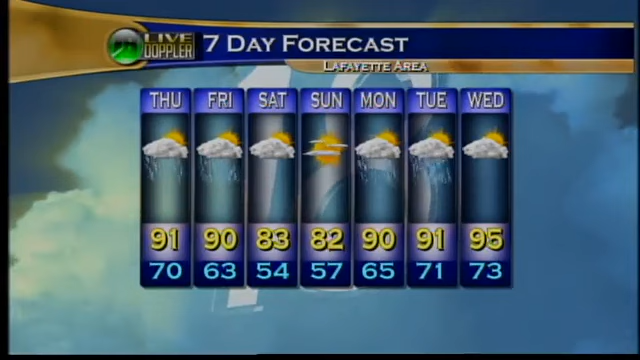 LIVE
DOPPLER
7 DAY FORECAST
LAFAYETTE AREA
THU FRI SAT SUN MON TUE WED
91 90 83 82 90 91 95
70 63 54 57 65 71 73